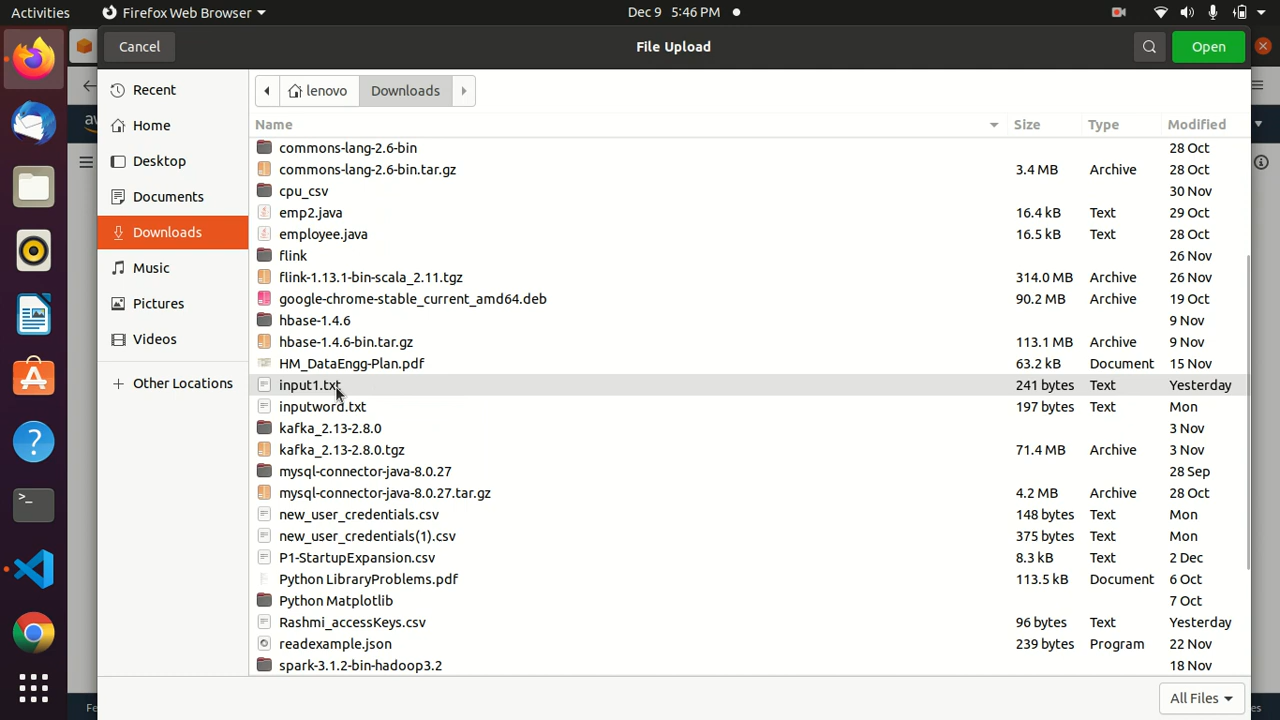 Activities Firefox Web Browser Dec 9 5:46 PM
Cancel File Upload Open
Recent
Home
Desktop
Documents
Downloads
Music
Pictures
Videos
Other Locations
lenovo Downloads
Name Size Type Modified
commons-lang-2.6-bin 28 Oct
commons-lang-2.6-bin.tar.gz 3.4 MB Archive 28 Oct
cpu_csv 30 Nov
emp2.java 16.4 kB Text 29 Oct
employee.java 16.5 kB Text 28 Oct
flink 26 Nov
flink-1.13.1-bin-scala_2.11.tgz 314.0 MB Archive 26 Nov
google-chrome-stable_current_amd64.deb 90.2 MB Archive 19 Oct
hbase-1.4.6 9 Nov
hbase-1.4.6-bin.tar.gz 113.1 MB Archive 9 Nov
HM_DataEngg-Plan.pdf 63.2 kB Document 15 Nov
input1.txt 241 bytes Text Yesterday
inputword.txt 197 bytes Text Mon
kafka_2.13-2.8.0 3 Nov
kafka_2.13-2.8.0.tgz 71.4 MB Archive 3 Nov
mysql-connector-java-8.0.27 28 Sep
mysql-connector-java-8.0.27.tar.gz 4.2 MB Archive 28 Oct
new_user_credentials.csv 148 bytes Text Mon
new_user_credentials(1).csv 375 bytes Text Mon
P1-StartupExpansion.csv 8.3 kB Text 2 Dec
Python LibraryProblems.pdf 113.5 kB Document 6 Oct
Python Matplotlib 7 Oct
Rashmi_accessKeys.csv 96 bytes Text Yesterday
readexample.json 239 bytes Program 22 Nov
spark-3.1.2-bin-hadoop3.2 18 Nov
All Files